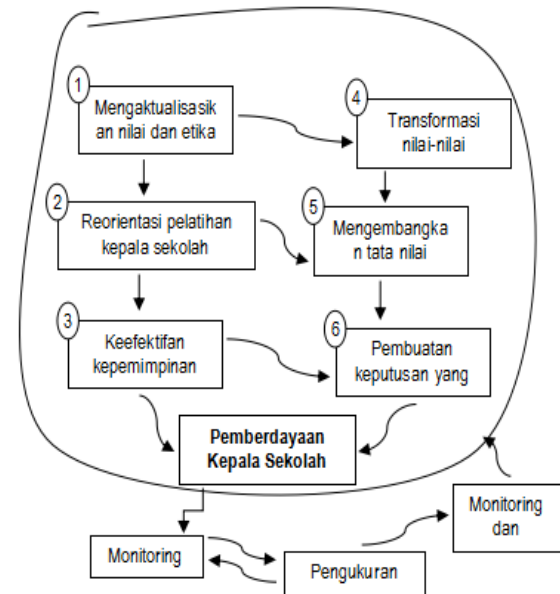 1
Mengaktualisasik
an nilai dan etika
4
Transformasi
nilai-nilai
2
Reorientasi pelatihan
kepala sekolah
5
Mengembangka
n tata nilai
3
Keefektifan
kepemimpinan
6
Pembuatan
keputusan yang
Pemberdayaan
Kepala Sekolah
Monitoring
dan
Monitoring
Pengukuran